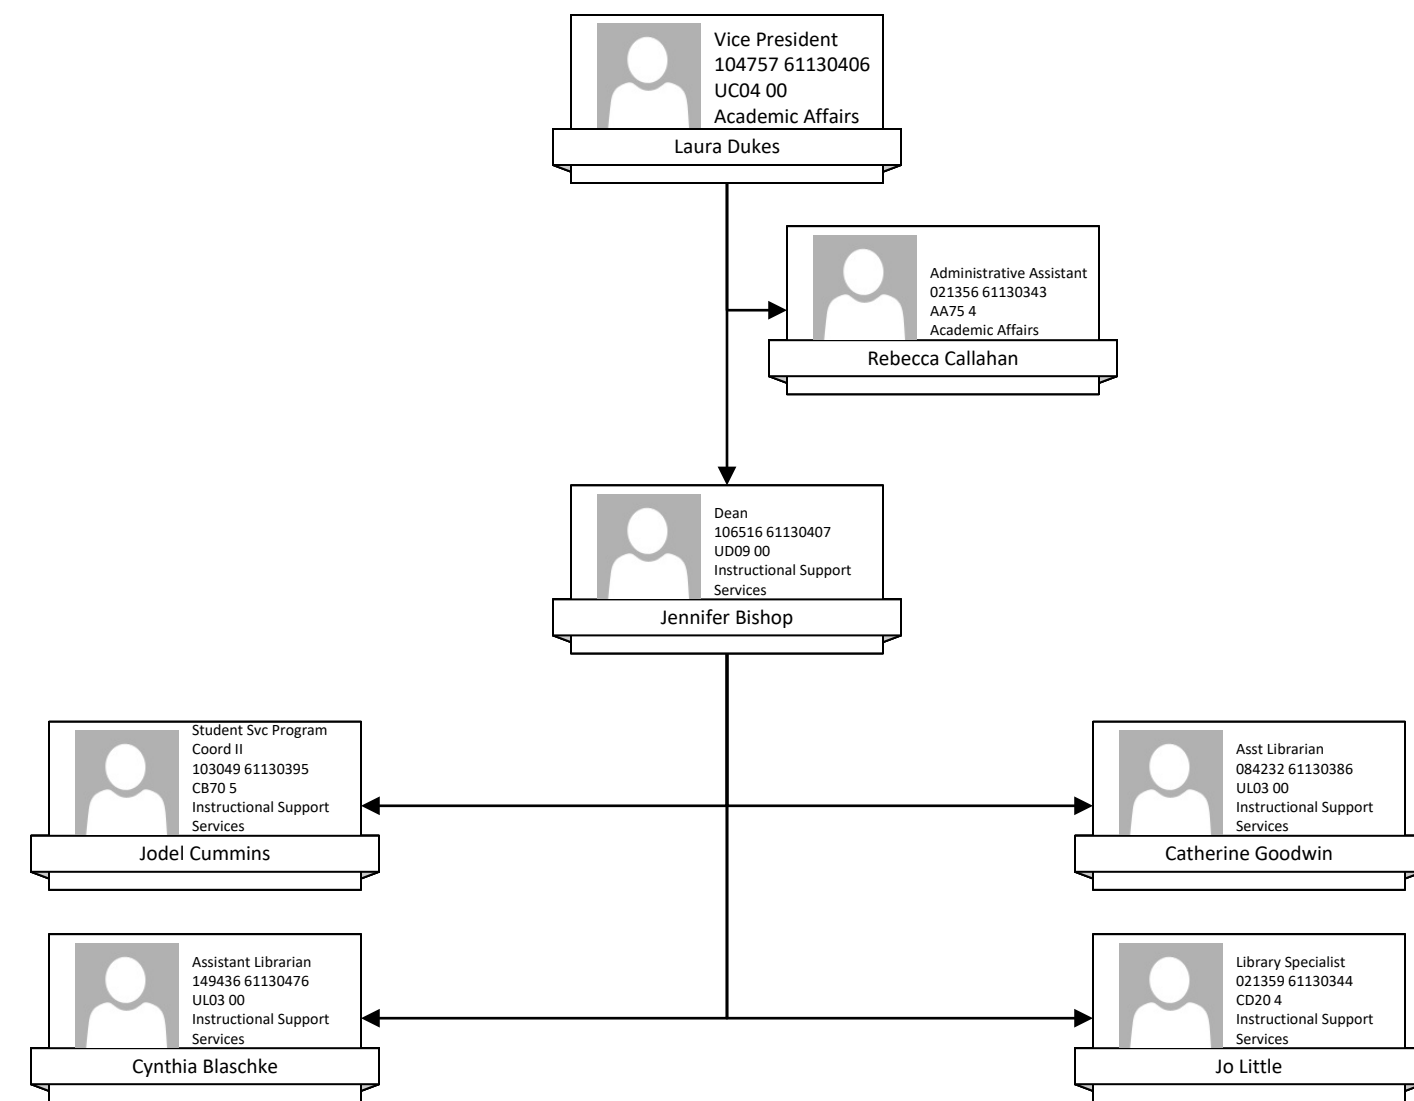 Vice President
104757 61130406
UC04 00
Academic Affairs
Laura Dukes
Administrative Assistant
021356 61130343
AA75 4
Academic Affairs
Rebecca Callahan
Dean
106516 61130407
UD09 00
Instructional Support
Services
Jennifer Bishop
Student Svc Program
Coord II
103049 61130395
CB70 5
Instructional Support
Services
Jodel Cummins
Asst Librarian
084232 61130386
UL03 00
Instructional Support
Services
Catherine Goodwin
Assistant Librarian
149436 61130476
UL03 00
Instructional Support
Services
Cynthia Blaschke
Library Specialist
021359 61130344
CD20 4
Instructional Support
Services
Jo Little